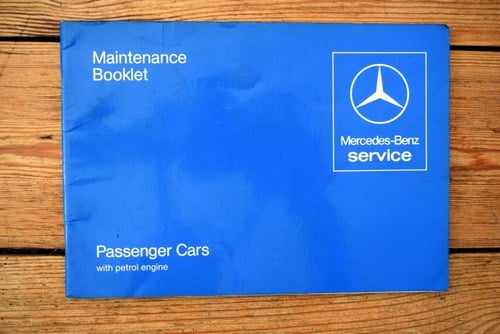 Maintenance
Booklet
Mercedes-Benz
service
Passenger Cars
with petrol engine